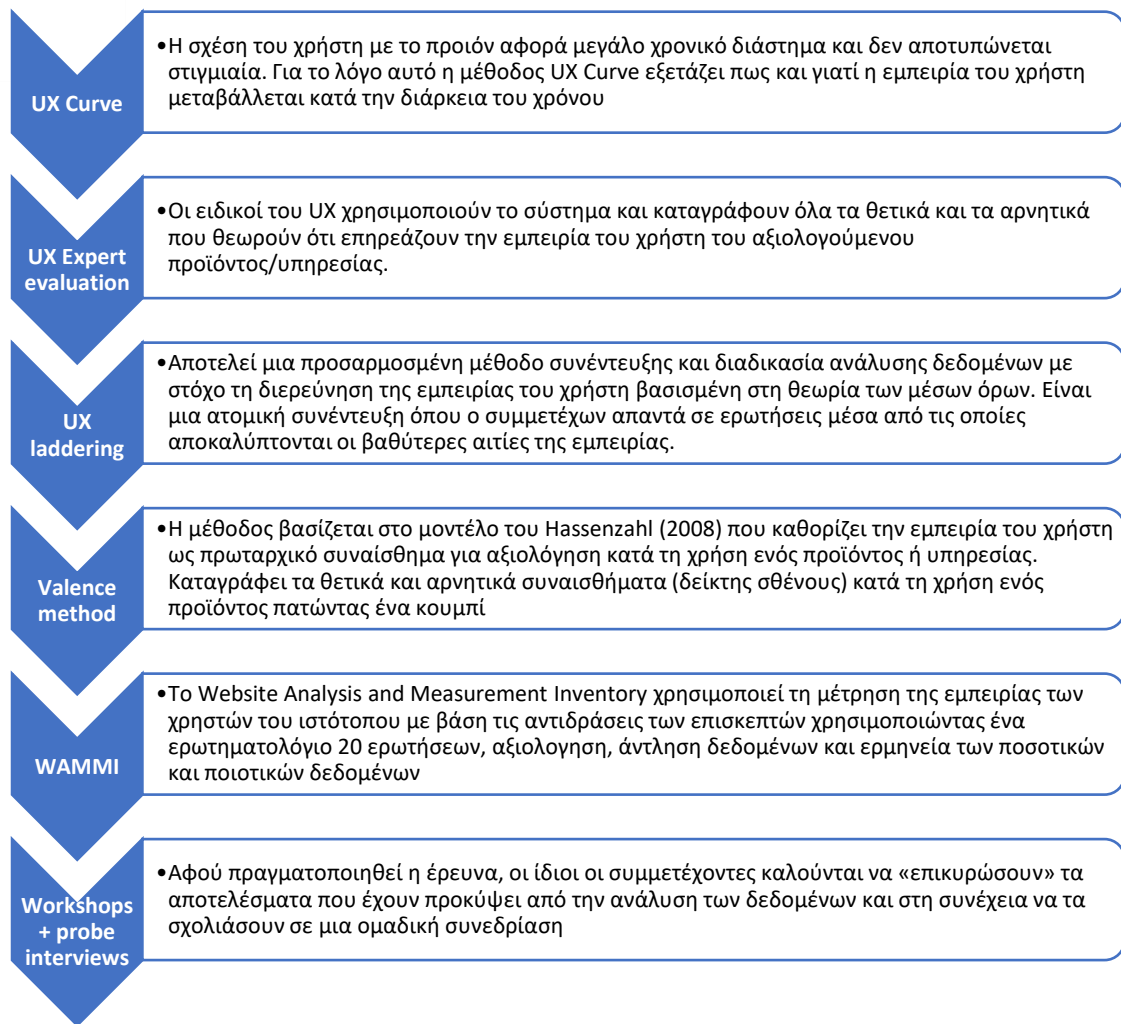 UX Curve
•Η σχέση του χρήστη με το προιόν αφορά μεγάλο χρονικό διάστημα και δεν αποτυπώνεται
στιγμιαία. Για το λόγο αυτό η μέθοδος UX Curve εξετάζει πως και γιατί η εμπειρία του χρήστη
μεταβάλλεται κατά την διάρκεια του χρόνου
UX Expert
evaluation
•Οι ειδικοί του UX χρησιμοποιούν το σύστημα και καταγράφουν όλα τα θετικά και τα αρνητικά
που θεωρούν ότι επηρεάζουν την εμπειρία του χρήστη του αξιολογούμενου
προϊόντος/υπηρεσίας.
UX
laddering
•Αποτελεί μια προσαρμοσμένη μέθοδο συνέντευξης και διαδικασία ανάλυσης δεδομένων με
στόχο τη διερεύνηση της εμπειρίας του χρήστη βασισμένη στη θεωρία των μέσων όρων. Είναι
μια ατομική συνέντευξη όπου ο συμμετέχων απαντά σε ερωτήσεις μέσα από τις οποίες
αποκαλύπτονται οι βαθύτερες αιτίες της εμπειρίας.
Valence
method
•Η μέθοδος βασίζεται στο μοντέλο του Hassenzahl (2008) που καθορίζει την εμπειρία του χρήστη
ως πρωταρχικό συναίσθημα για αξιολόγηση κατά τη χρήση ενός προϊόντος ή υπηρεσίας.
Καταγράφει τα θετικά και αρνητικά συναισθήματα (δείκτης σθένους) κατά τη χρήση ενός
προϊόντος πατώντας ένα κουμπί
WAMMI
•Το Website Analysis and Measurement Inventory χρησιμοποιεί τη μέτρηση της εμπειρίας των
χρηστών του ιστότοπου με βάση τις αντιδράσεις των επισκεπτών χρησιμοποιώντας ένα
ερωτηματολόγιο 20 ερωτήσεων, αξιολογηση, άντληση δεδομένων και ερμηνεία των ποσοτικών
και ποιοτικών δεδομένων
Workshops
+ probe
interviews
•Αφού πραγματοποιηθεί η έρευνα, οι ίδιοι οι συμμετέχοντες καλούνται να «επικυρώσουν» τα
αποτελέσματα που έχουν προκύψει από την ανάλυση των δεδομένων και στη συνέχεια να τα
σχολιάσουν σε μια ομαδική συνεδρίαση